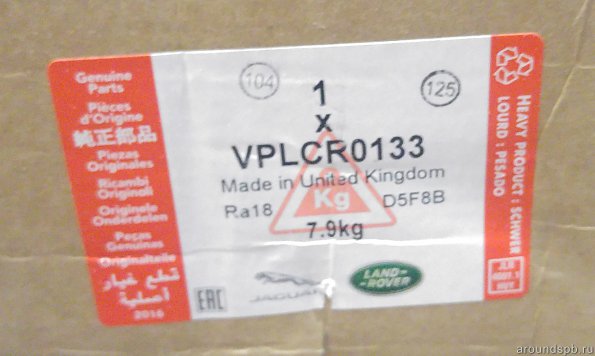 Genuine
Parts
Pièces
d'Origine
純正部品
Piezas
Originales
Ricambi
Originali
Originele
Onderdelen
Peças
Genuinas
Originalteile
قطع غيار
أصلية
2016
104
125
1
x
VPLCR0133
Made in United Kingdom
Ra18
D5F8B
Kg
7.9kg
EAC
JAGUAR
LAND-
ROVER
HEAVY PRODUCT : SCHWER
LOURD : PESADO
aroundspb.ru